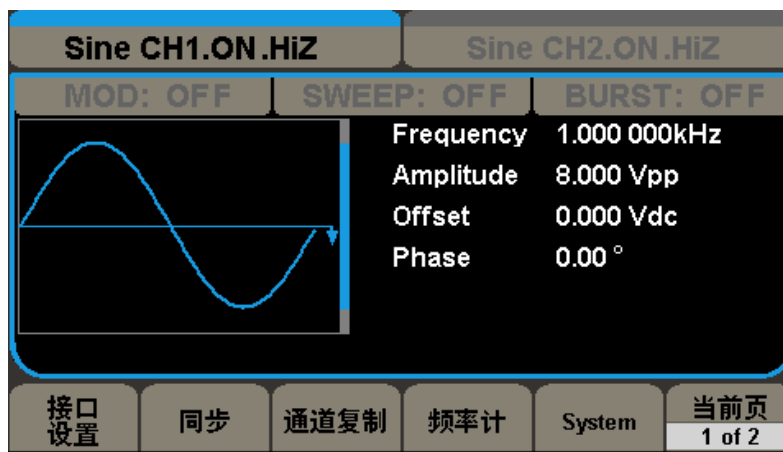 Sine CH1.ON.HiZ
Sine CH2.ON.HiZ
MOD: OFF
SWEEP: OFF
BURST: OFF
Frequency 1.000 000kHz
Amplitude 8.000 Vpp
Offset 0.000 Vdc
Phase 0.00 °
接口
设置
同步
通道复制
频率计
System
当前页
1 of 2